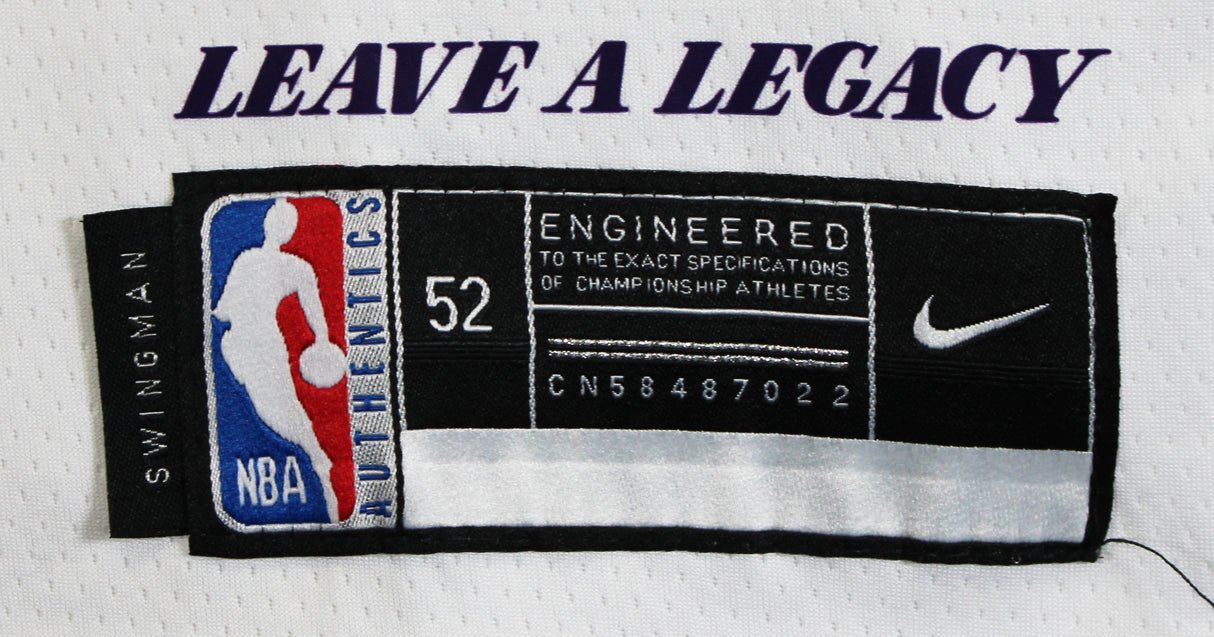 LEAVE A LEGACY
SWINGMAN
NBA
AUTHENTICS
52
ENGINEERED
TO THE EXACT SPECIFICATIONS
OF CHAMPIONSHIP ATHLETES
CN58487022